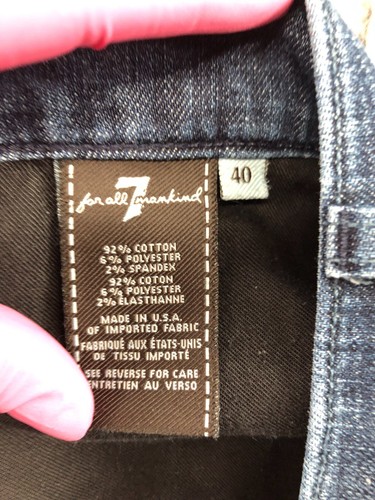 for all 7 mankind
40
92% COTTON
6% POLYESTER
2% SPANDEX
92% COTON
6% POLYESTER
2% ÉLASTHANNE
MADE IN U.S.A.
OF IMPORTED FABRIC
FABRIQUÉ AUX ÉTATS-UNIS
DE TISSU IMPORTÉ
SEE REVERSE FOR CARE
ENTRETIEN AU VERSO